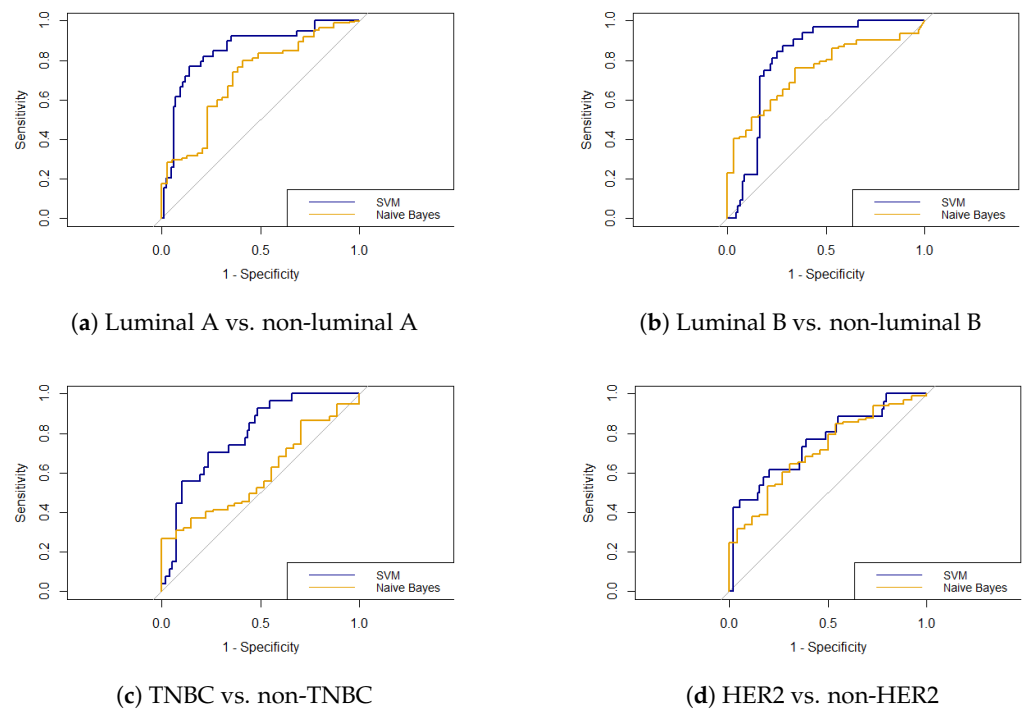 1.0
0.8
0.6
0.4
0.2
0.0
Sensitivity
SVM
Naive Bayes
0.0 0.5 1.0
1 - Specificity
(a) Luminal A vs. non-luminal A
1.0
0.8
0.6
0.4
0.2
0.0
Sensitivity
SVM
Naive Bayes
0.0 0.5 1.0
1 - Specificity
(b) Luminal B vs. non-luminal B
1.0
0.8
0.6
0.4
0.2
0.0
Sensitivity
SVM
Naive Bayes
0.0 0.5 1.0
1 - Specificity
(c) TNBC vs. non-TNBC
1.0
0.8
0.6
0.4
0.2
0.0
Sensitivity
SVM
Naive Bayes
0.0 0.5 1.0
1 - Specificity
(d) HER2 vs. non-HER2